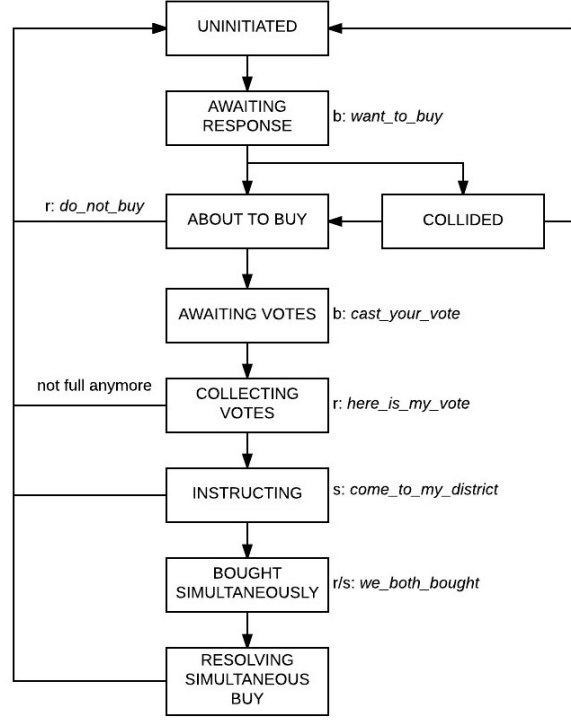 UNINITIATED
AWAITING
RESPONSE
b: want_to_buy
r: do_not_buy
ABOUT TO BUY
COLLIDED
AWAITING VOTES
b: cast_your_vote
not full anymore
COLLECTING
VOTES
r: here_is_my_vote
INSTRUCTING
s: come_to_my_district
BOUGHT
SIMULTANEOUSLY
r/s: we_both_bought
RESOLVING
SIMULTANEOUS
BUY